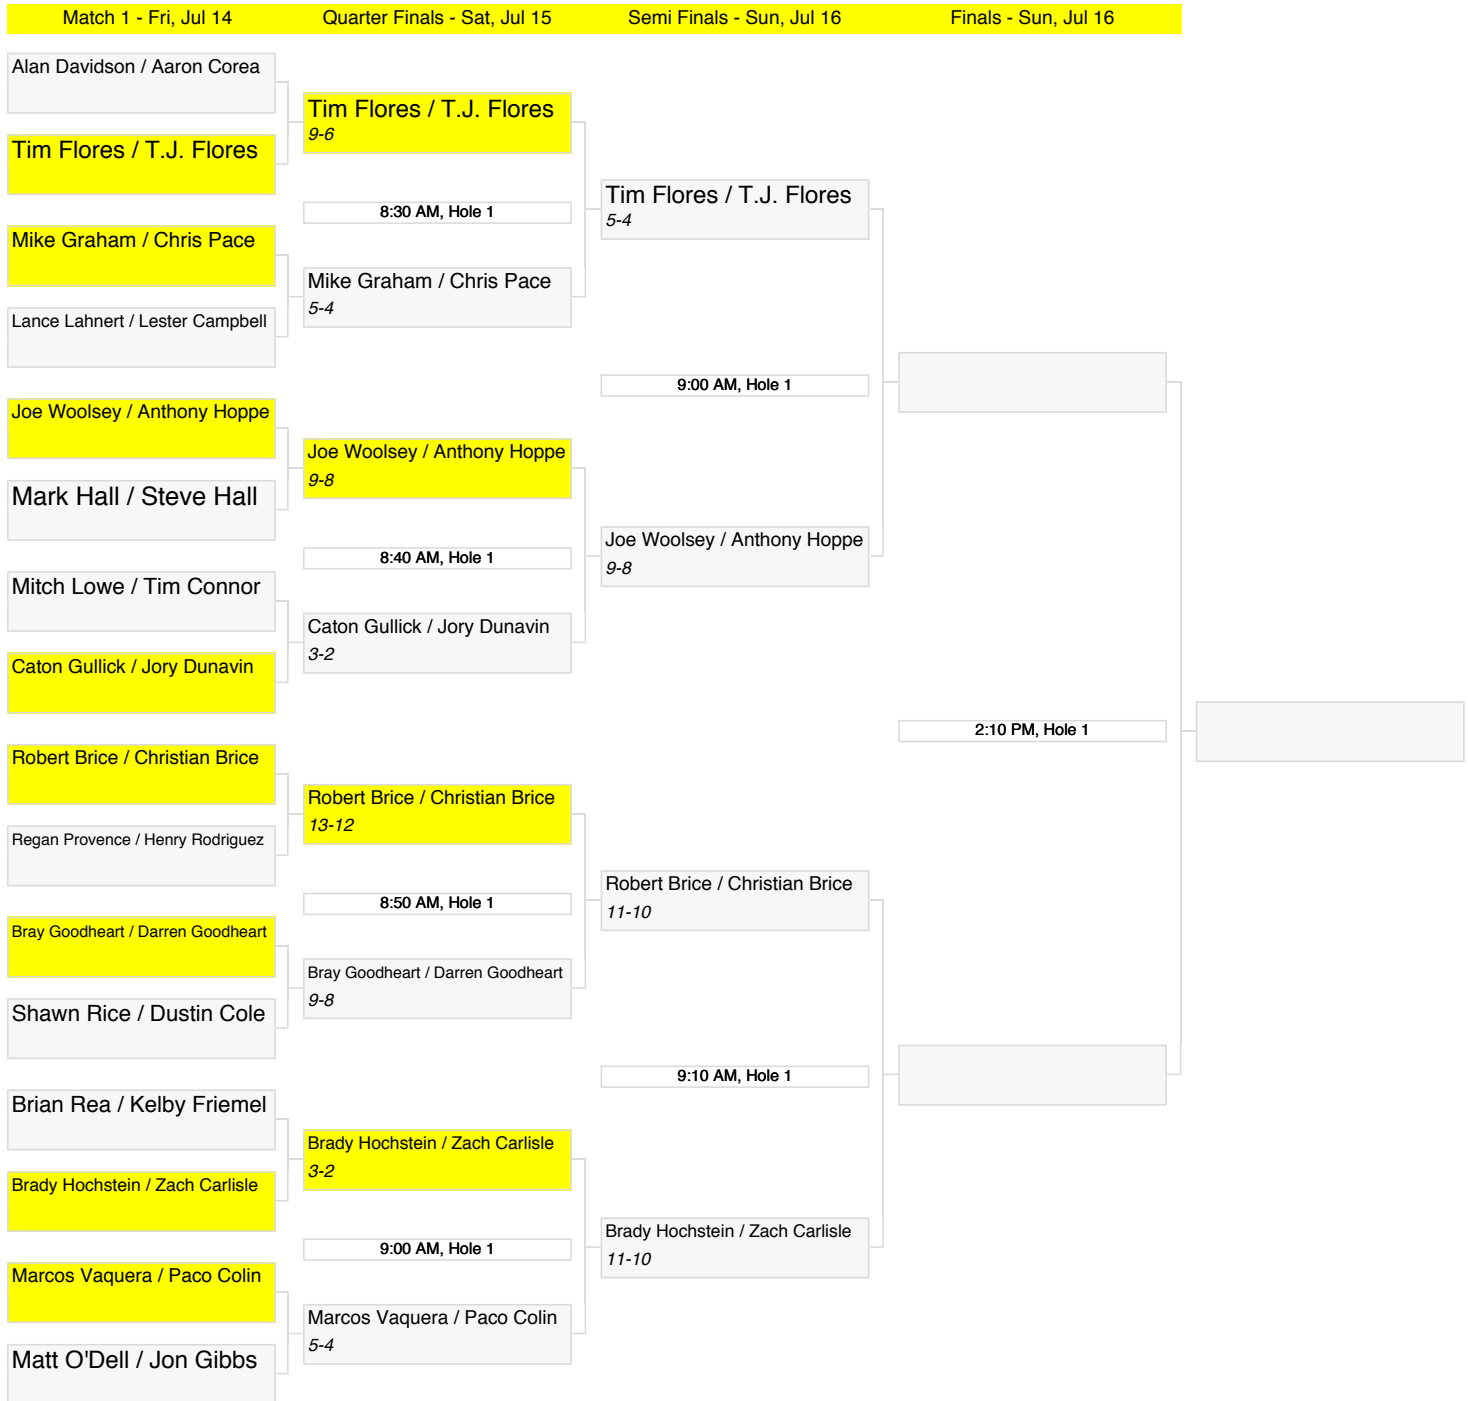 Match 1 - Fri, Jul 14
Quarter Finals - Sat, Jul 15
Semi Finals - Sun, Jul 16
Finals - Sun, Jul 16
Alan Davidson / Aaron Corea
Tim Flores / T.J. Flores
Mike Graham / Chris Pace
Lance Lahnert / Lester Campbell
Joe Woolsey / Anthony Hoppe
Mark Hall / Steve Hall
Mitch Lowe / Tim Connor
Caton Gullick / Jory Dunavin
Robert Brice / Christian Brice
Regan Provence / Henry Rodriguez
Bray Goodheart / Darren Goodheart
Shawn Rice / Dustin Cole
Brian Rea / Kelby Friemel
Brady Hochstein / Zach Carlisle
Marcos Vaquera / Paco Colin
Matt O'Dell / Jon Gibbs
Tim Flores / T.J. Flores
9-6
8:30 AM, Hole 1
Mike Graham / Chris Pace
5-4
Joe Woolsey / Anthony Hoppe
9-8
8:40 AM, Hole 1
Caton Gullick / Jory Dunavin
3-2
Robert Brice / Christian Brice
13-12
8:50 AM, Hole 1
Bray Goodheart / Darren Goodheart
9-8
Brady Hochstein / Zach Carlisle
3-2
9:00 AM, Hole 1
Marcos Vaquera / Paco Colin
5-4
Tim Flores / T.J. Flores
5-4
9:00 AM, Hole 1
Joe Woolsey / Anthony Hoppe
9-8
Robert Brice / Christian Brice
11-10
9:10 AM, Hole 1
Brady Hochstein / Zach Carlisle
11-10
2:10 PM, Hole 1